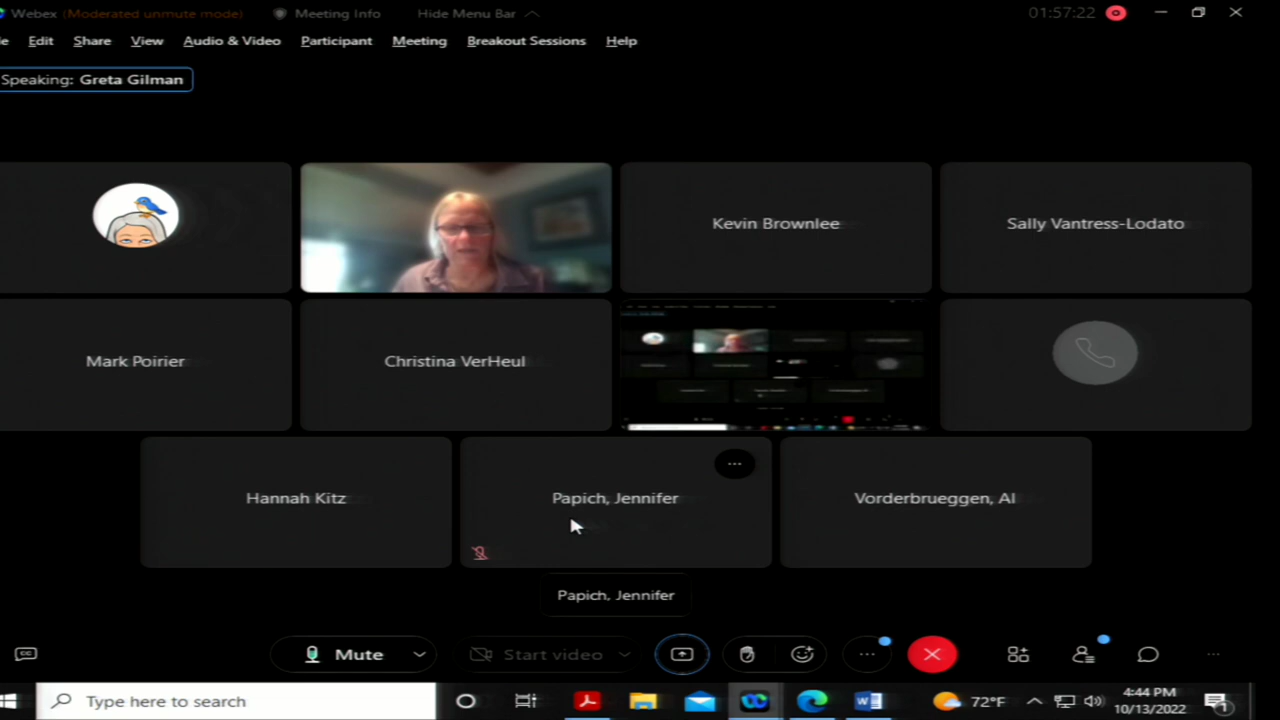 Webex (Moderated unmute mode) Meeting Info Hide Menu Bar 01:57:22
Edit Share View Audio & Video Participant Meeting Breakout Sessions Help
Speaking: Greta Gilman
Kevin Brownlee
Sally Vantress-Lodato
Mark Poirier
Christina VerHeul
Hannah Kitz
Papich, Jennifer
Vorderbrueggen, Al
Papich, Jennifer
CC
Mute
Start video
Type here to search
W
72°F
4:44 PM
10/13/2022
1